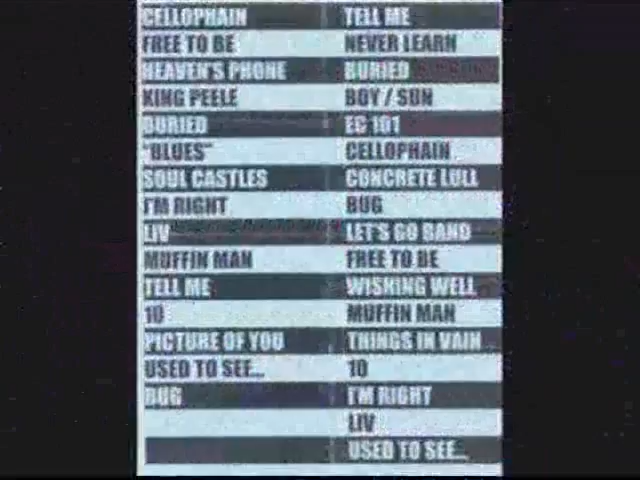 CELLOPHAIN
FREE TO BE
HEAVEN'S PHONE
KING PEELE
BURIED
"BLUES"
SOUL CASTLES
I'M RIGHT
LIV
MUFFIN MAN
TELL ME
10
PICTURE OF YOU
USED TO SEE...
BUG
TELL ME
NEVER LEARN
BURIED
BOY / SUN
EC 101
CELLOPHAIN
CONCRETE LULL
BUG
LET'S GO BAND
FREE TO BE
WISHING WELL
MUFFIN MAN
THINGS IN VAIN
10
I'M RIGHT
LIV
USED TO SEE...